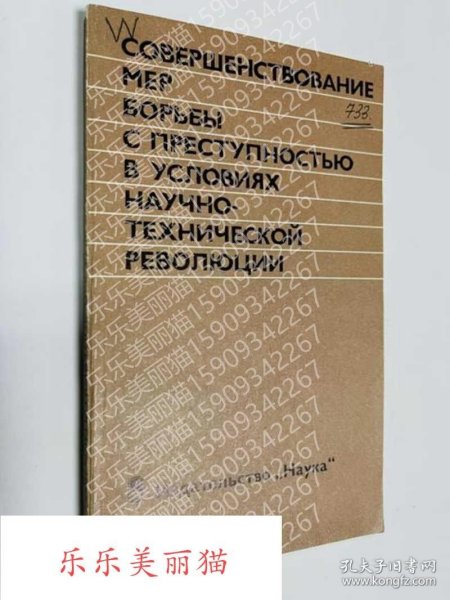 СОВЕРШЕНСТВОВАНИЕ
МЕР
БОРЬБЫ
С ПРЕСТУПНОСТЬЮ
В УСЛОВИЯХ
НАУЧНО-
ТЕХНИЧЕСКОЙ
РЕВОЛЮЦИИ
733
Издательство „Наука“
乐乐美丽猫15909342267
乐乐美丽猫
孔夫子旧书网
www.kongfz.com